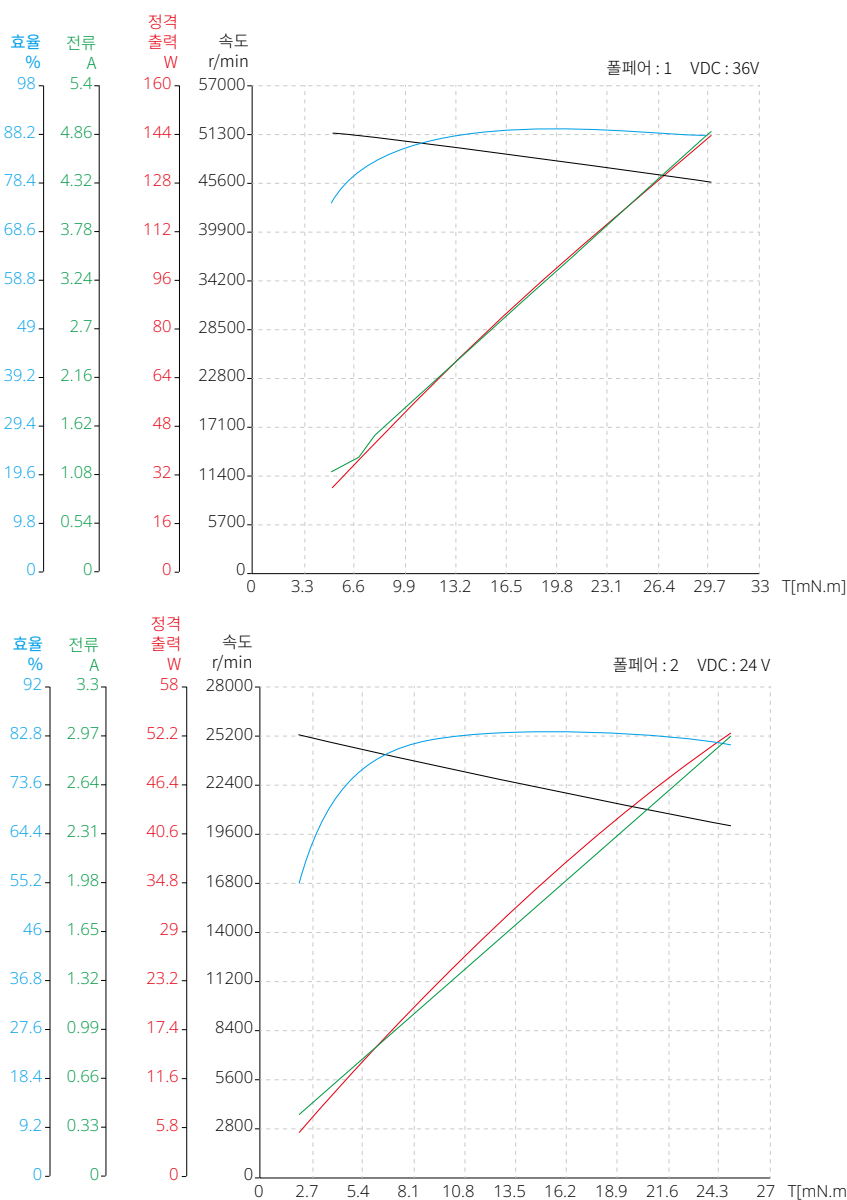 정격
효율 전류 출력 속도
% A W r/min 폴페어 : 1 VDC : 36V
98 5.4 160 57000
88.2 4.86 144 51300
78.4 4.32 128 45600
68.6 3.78 112 39900
58.8 3.24 96 34200
49 2.7 80 28500
39.2 2.16 64 22800
29.4 1.62 48 17100
19.6 1.08 32 11400
9.8 0.54 16 5700
0 0 0 0
0 3.3 6.6 9.9 13.2 16.5 19.8 23.1 26.4 29.7 33 T[mN.m]
정격
효율 전류 출력 속도
% A W r/min 폴페어 : 2 VDC : 24 V
92 3.3 58 28000
82.8 2.97 52.2 25200
73.6 2.64 46.4 22400
64.4 2.31 40.6 19600
55.2 1.98 34.8 16800
46 1.65 29 14000
36.8 1.32 23.2 11200
27.6 0.99 17.4 8400
18.4 0.66 11.6 5600
9.2 0.33 5.8 2800
0 0 0 0
0 2.7 5.4 8.1 10.8 13.5 16.2 18.9 21.6 24.3 27 T[mN.m